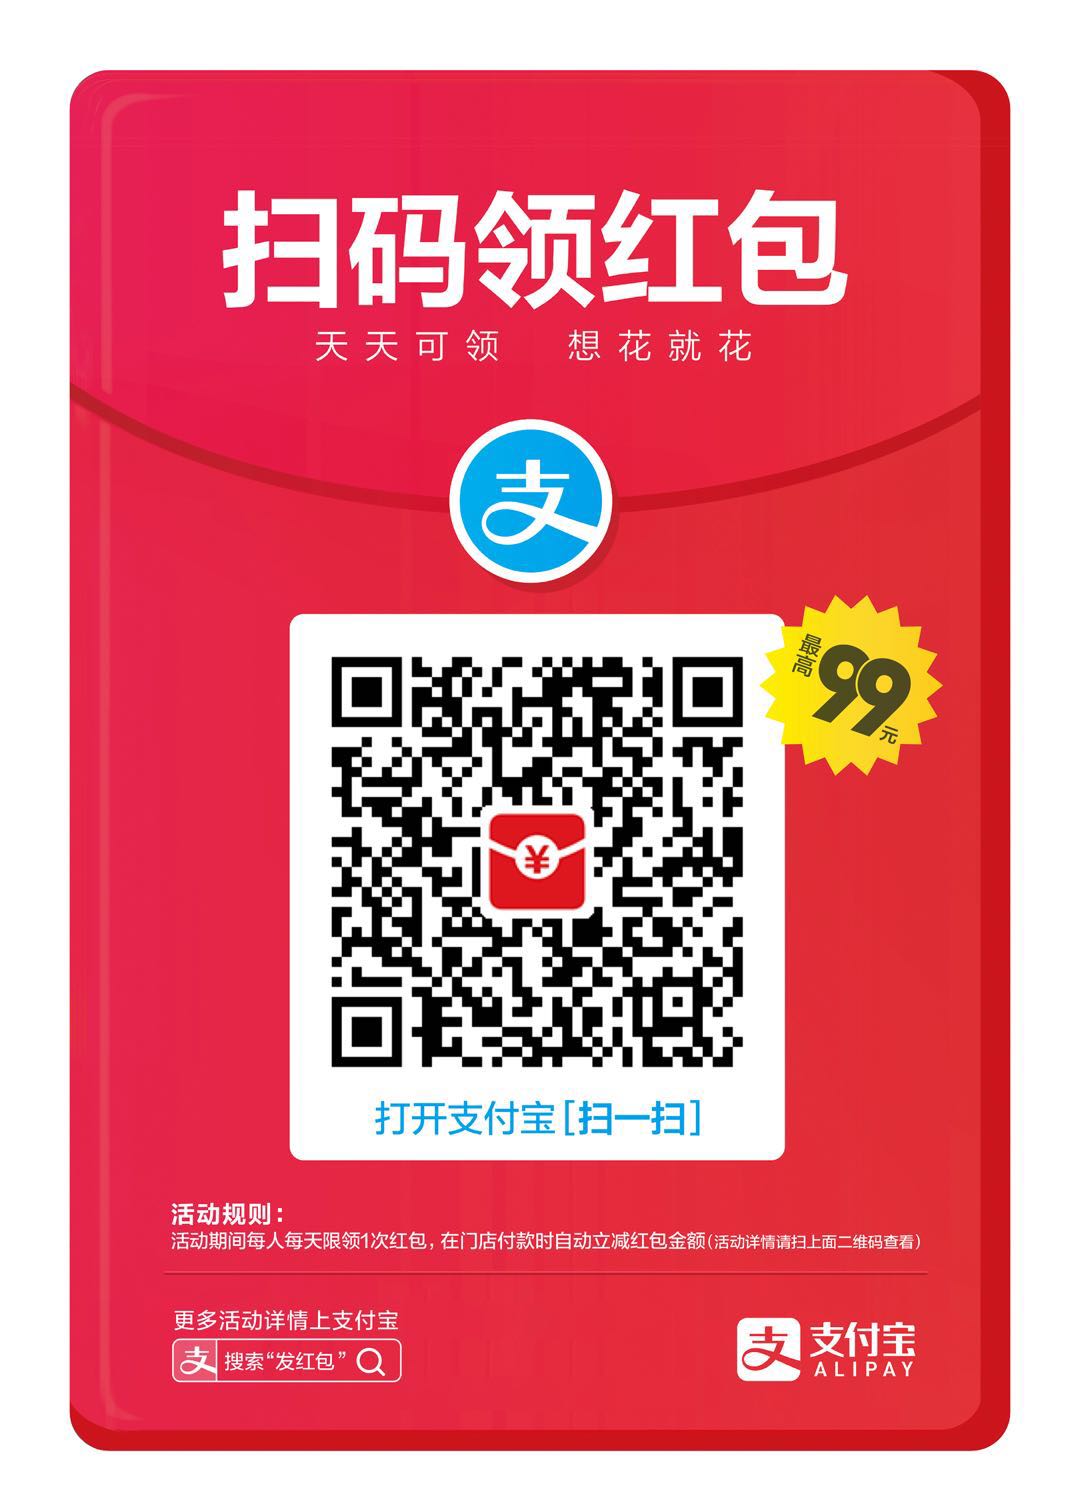 扫码领红包
天天可领 想花就花
支
最高99元
¥
打开支付宝[扫一扫]
活动规则：
活动期间每人每天限领1次红包，在门店付款时自动立减红包金额(活动详情请扫上面二维码查看)
更多活动详情上支付宝
支 搜索“发红包”
支 支付宝
ALIPAY